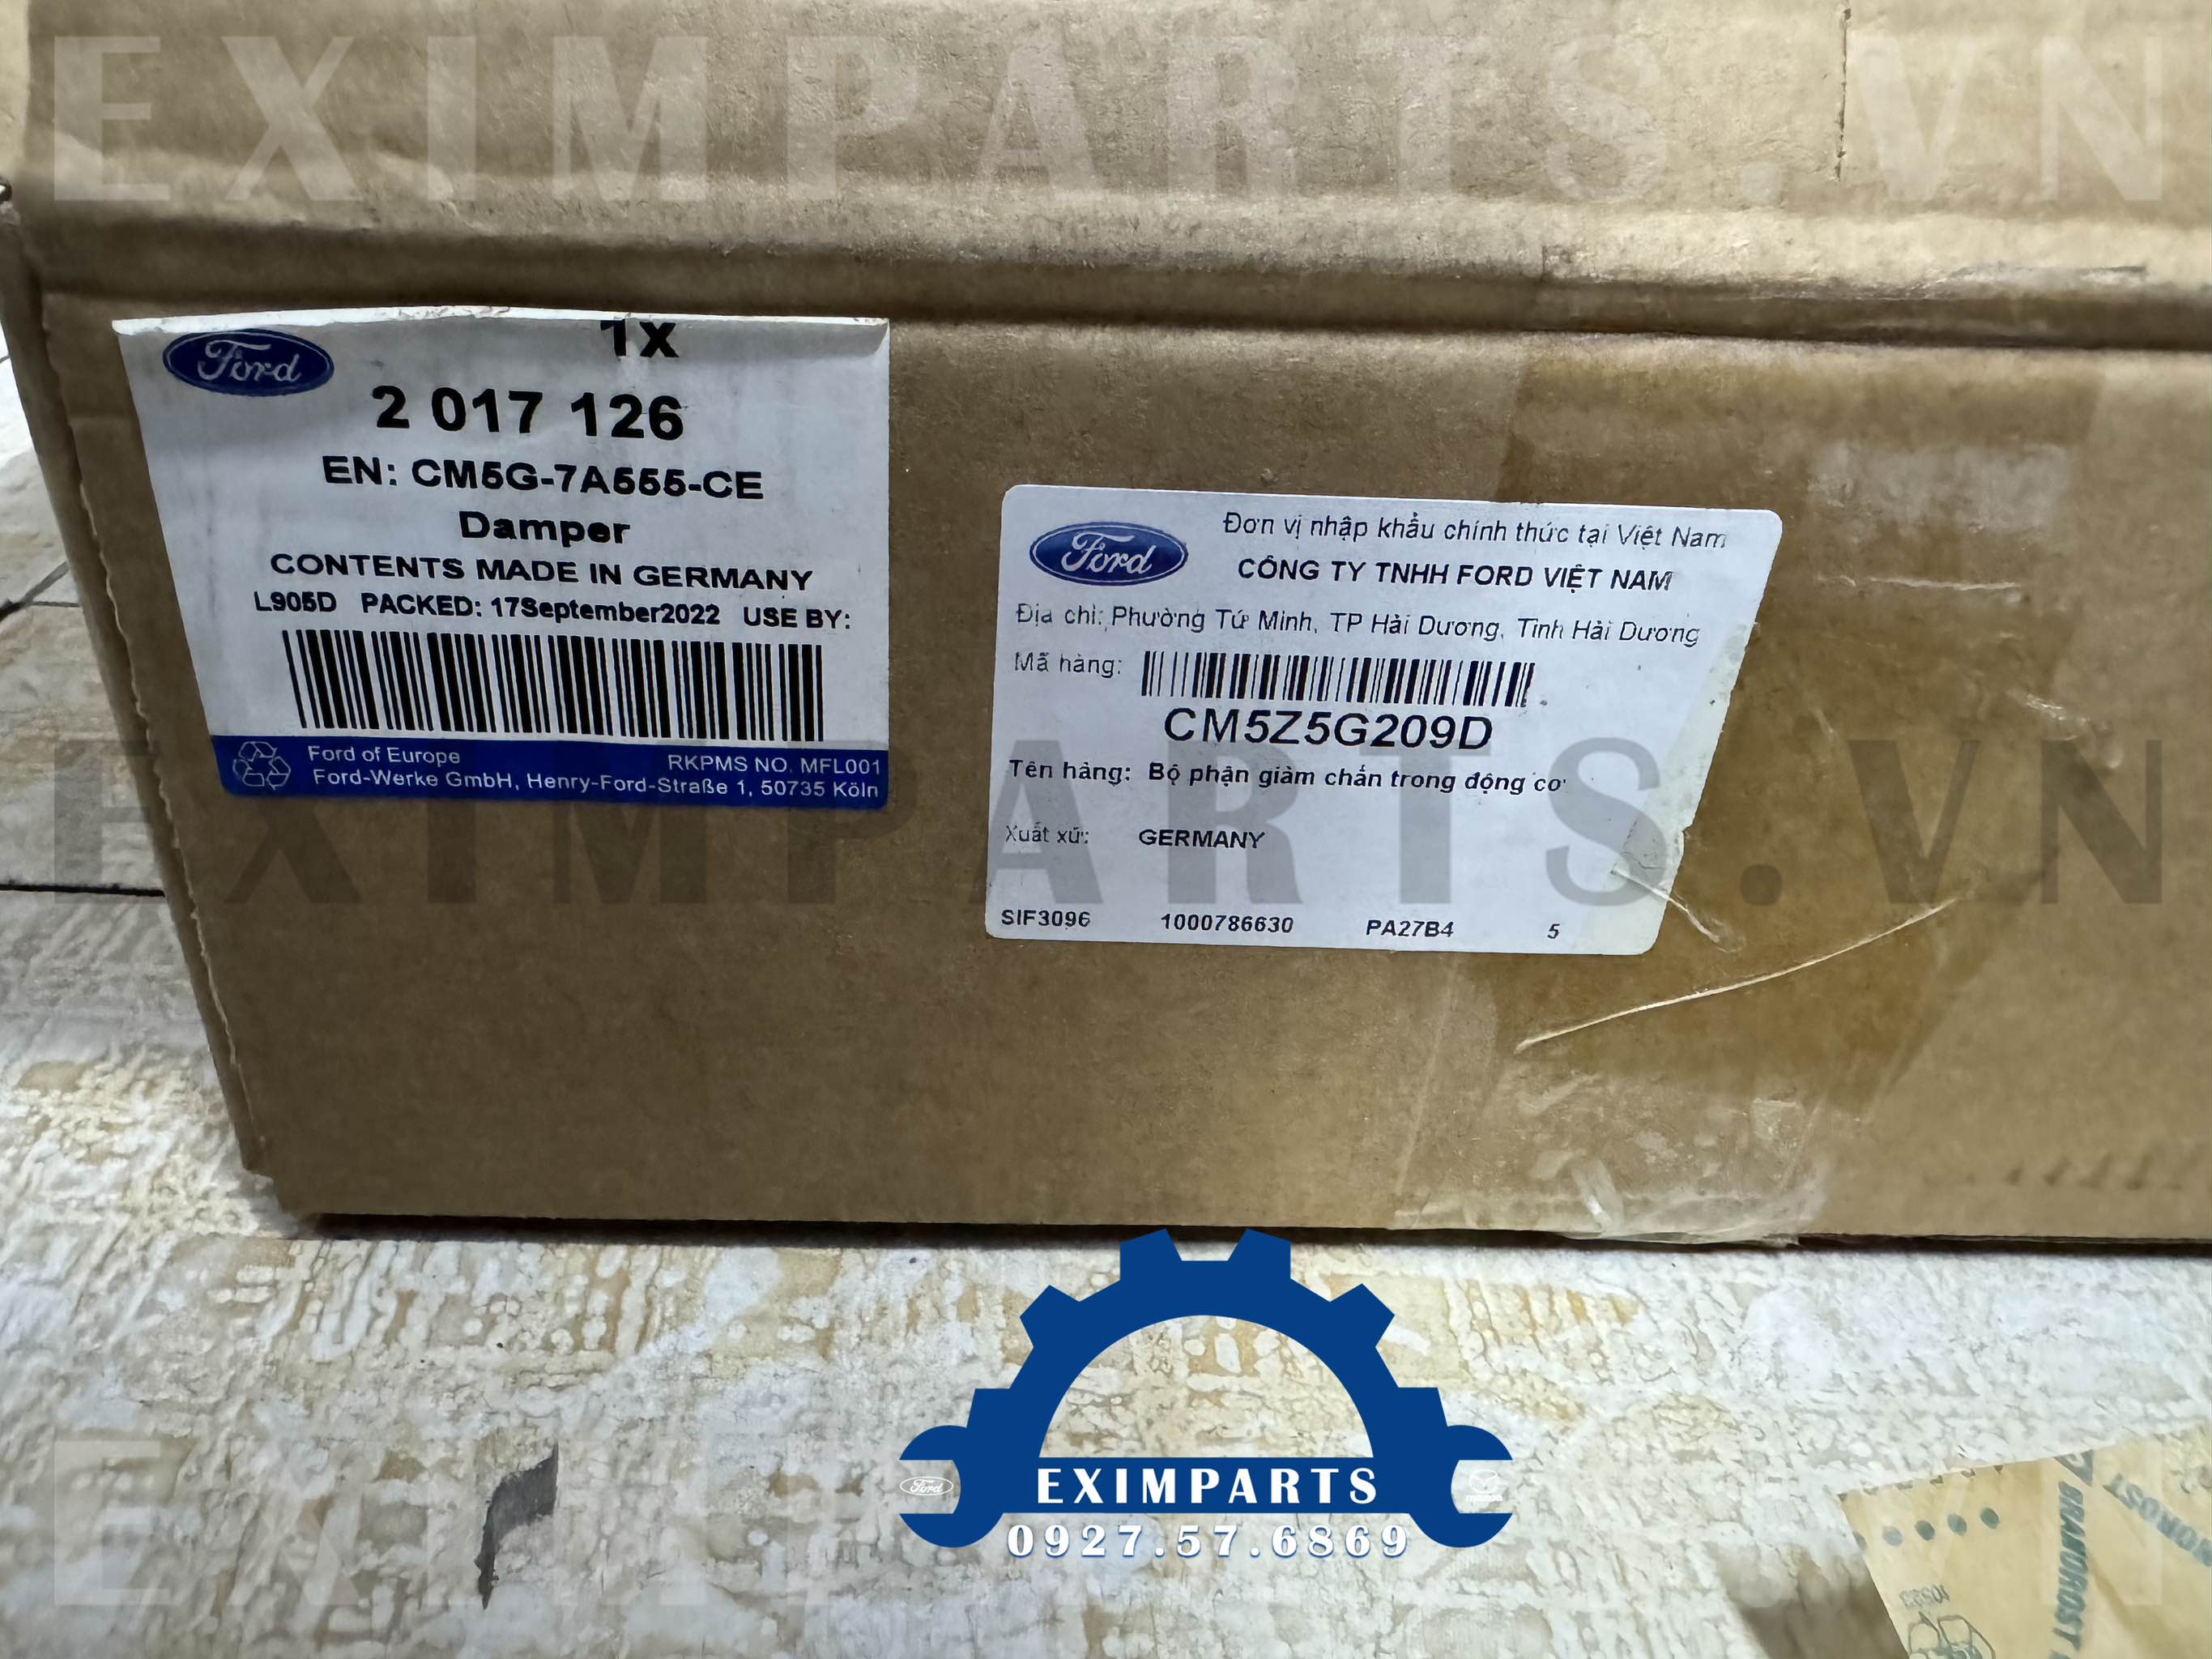 EXIMPARTS.VN
Ford
1x
2 017 126
EN: CM5G-7A555-CE
Damper
CONTENTS MADE IN GERMANY
L905D PACKED: 17September2022 USE BY:
Ford of Europe RKPMS NO. MFL001
Ford-Werke GmbH, Henry-Ford-Straße 1, 50735 Köln
Ford
Đơn vị nhập khẩu chính thức tại Việt Nam
CÔNG TY TNHH FORD VIỆT NAM
Địa chỉ: Phường Tứ Minh, TP Hải Dương, Tỉnh Hải Dương
Mã hàng:
CM5Z5G209D
Tên hàng: Bộ phận giảm chấn trong động cơ
Xuất xứ: GERMANY
SIF3096 1000786630 PA27B4 5
EXIMPARTS.VN
Ford
EXIMPARTS
0927.57.6869
BRANOROST